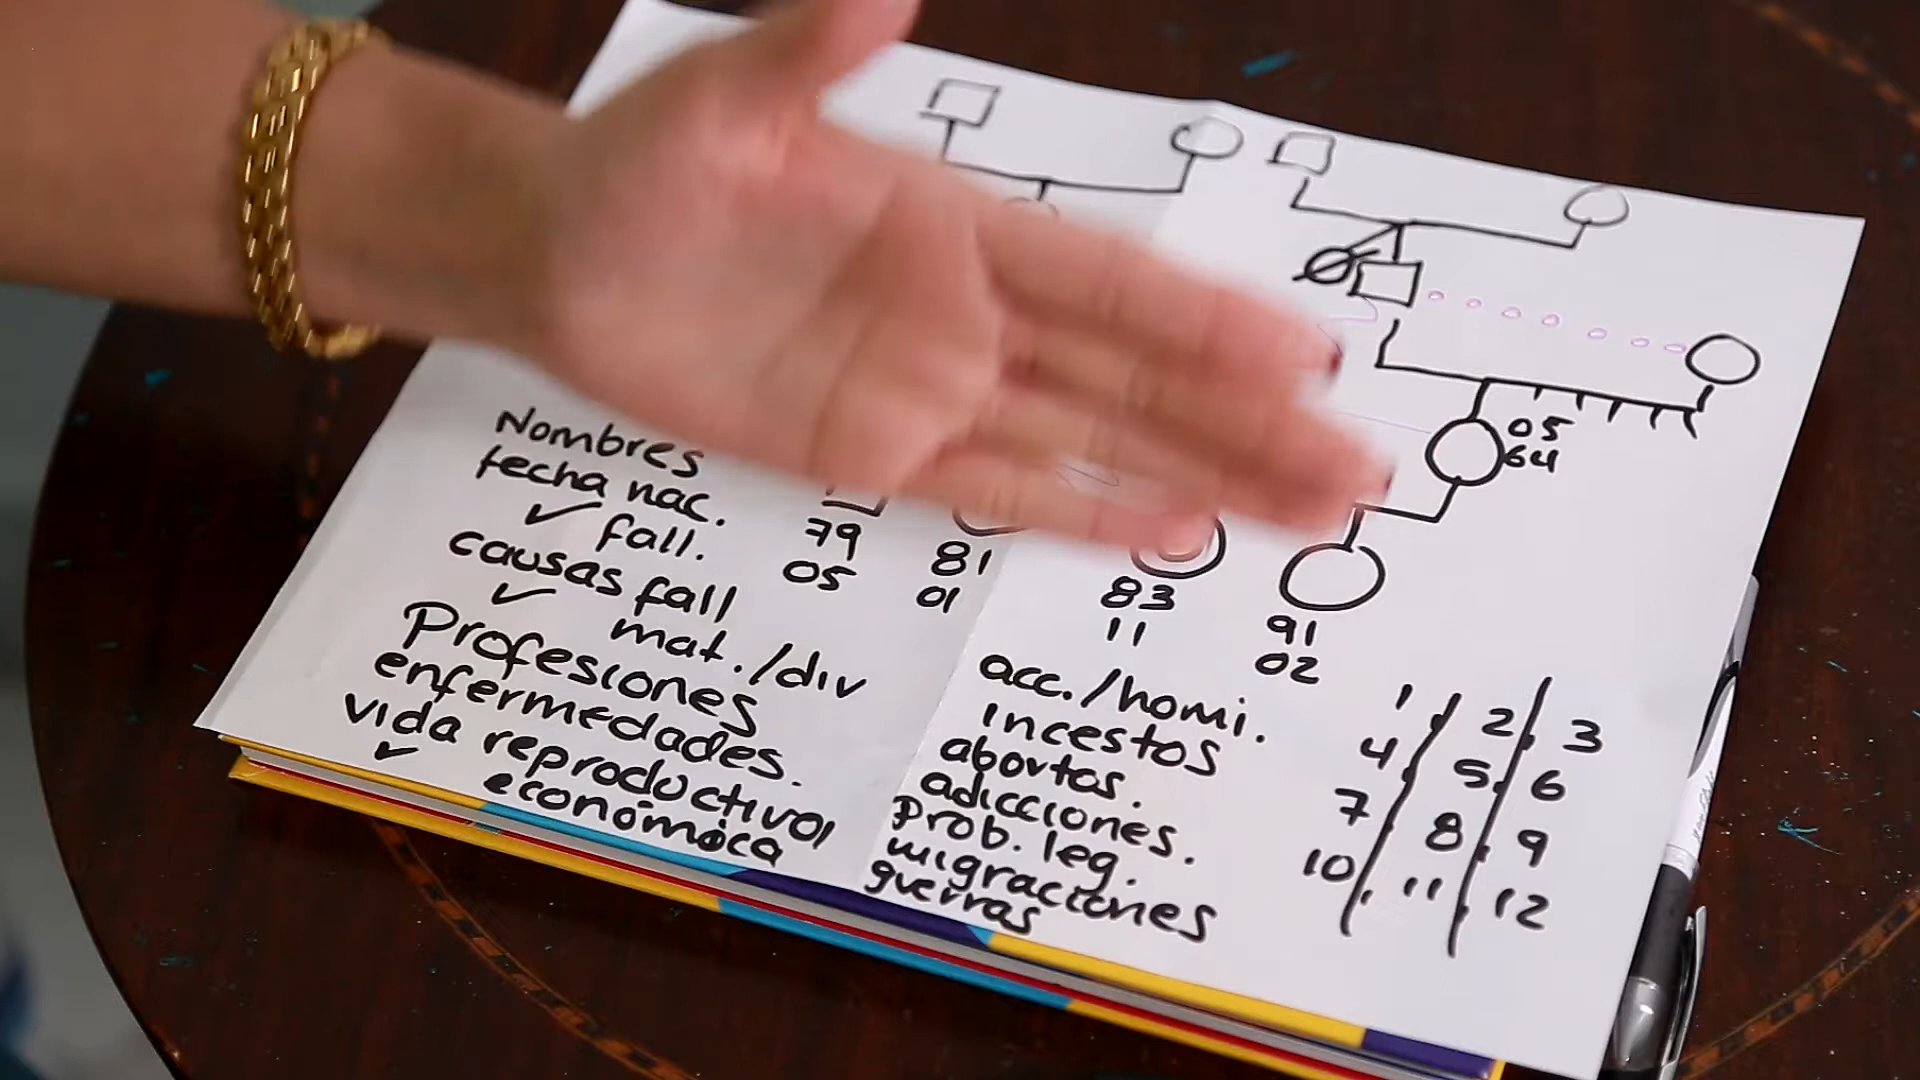 05
64
Nombres
fecha nac.
✓ fall.
causas fall
✓ mat./div
Profesiones
enfermedades.
vida reproductiva
✓ económica
79
05
81
01
83
11
91
02
acc./homi.
incestos
abortos.
adicciones.
Prob. leg.
migraciones
guerras
1 2 3
4 5 6
7 8 9
10 11 12